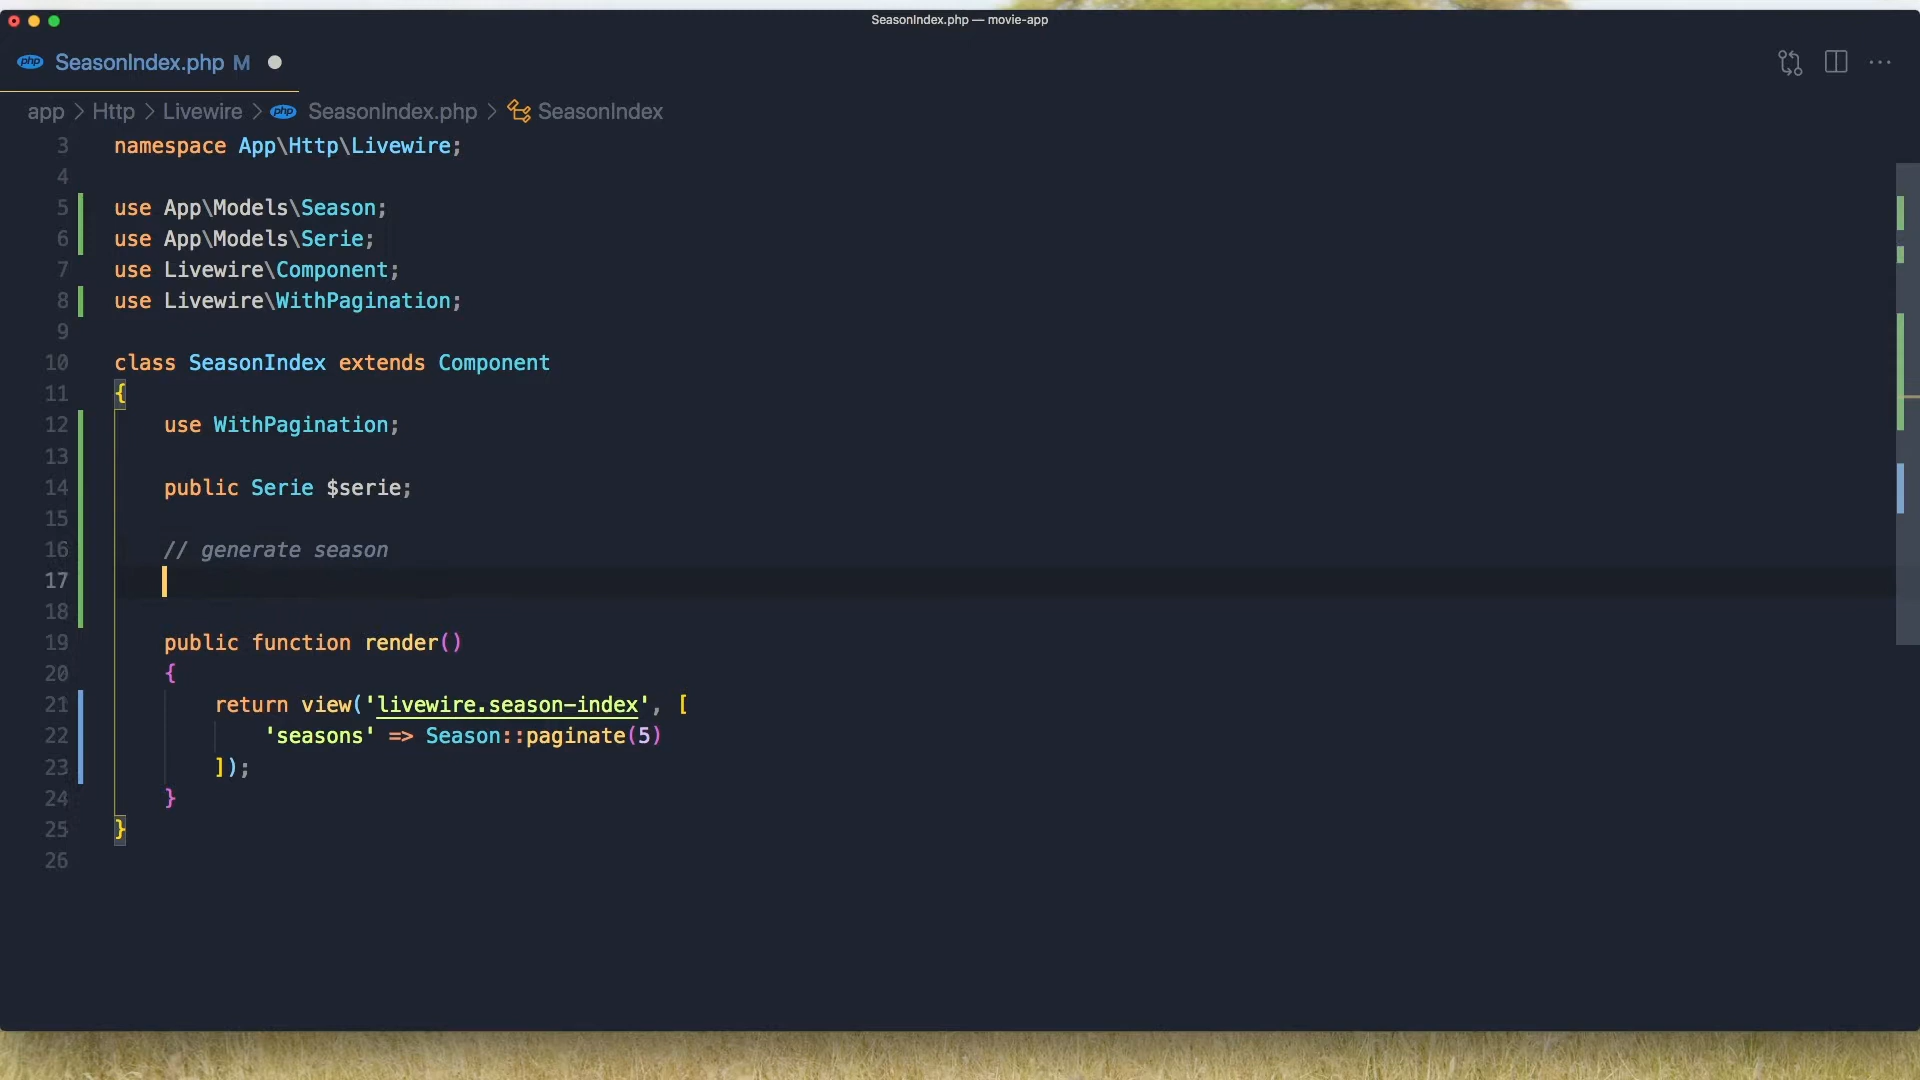 SeasonIndex.php — movie-app
php SeasonIndex.php M
app > Http > Livewire > php SeasonIndex.php > SeasonIndex
3 namespace App\Http\Livewire;
4
5 use App\Models\Season;
6 use App\Models\Serie;
7 use Livewire\Component;
8 use Livewire\WithPagination;
9
10 class SeasonIndex extends Component
11 {
12 use WithPagination;
13
14 public Serie $serie;
15
16 // generate season
17
18
19 public function render()
20 {
21 return view('livewire.season-index', [
22 'seasons' => Season::paginate(5)
23 ]);
24 }
25 }
26